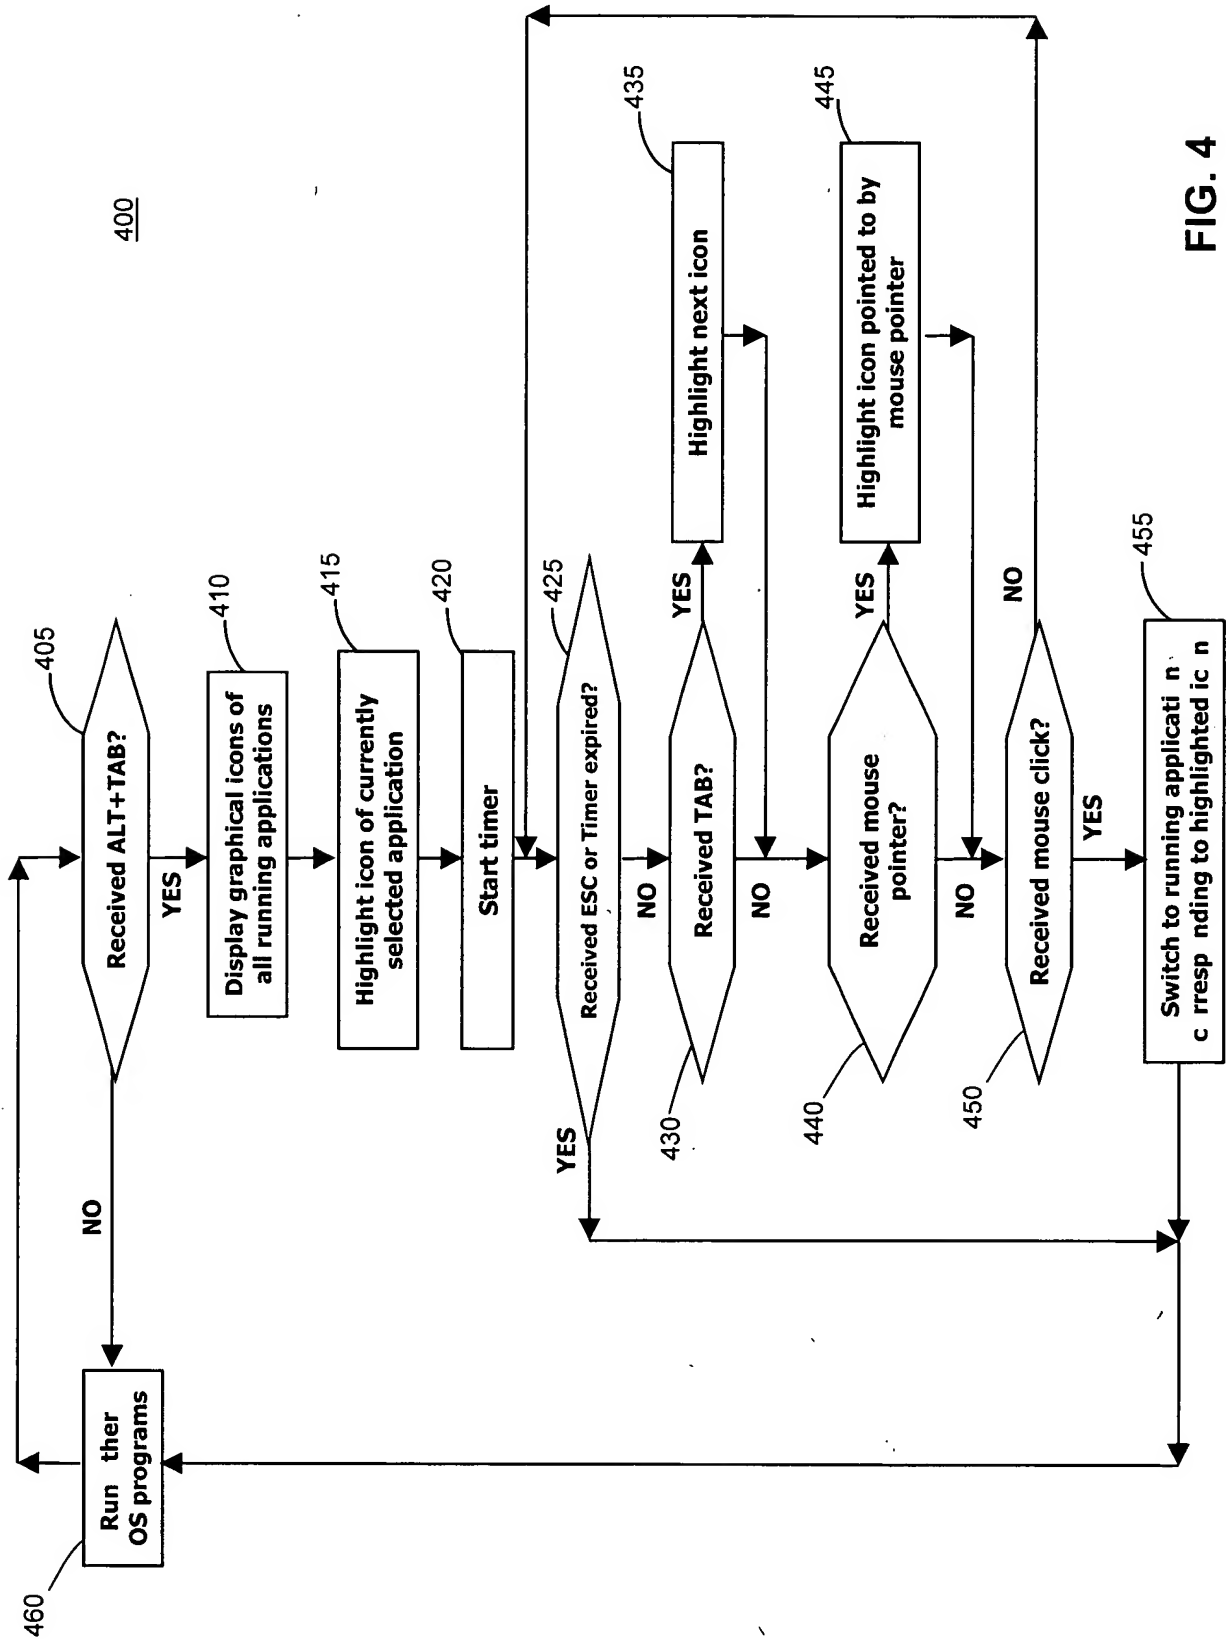 400
405
Received ALT+TAB?
NO
YES
460
Run ther
OS programs
410
Display graphical icons of
all running applications
415
Highlight icon of currently
selected application
420
Start timer
425
Received ESC or Timer expired?
YES
NO
430
Received TAB?
YES
435
Highlight next icon
NO
440
Received mouse
pointer?
YES
445
Highlight icon pointed to by
mouse pointer
NO
450
Received mouse click?
NO
YES
455
Switch to running applicati n
c rresp nding to highlighted ic n
FIG. 4